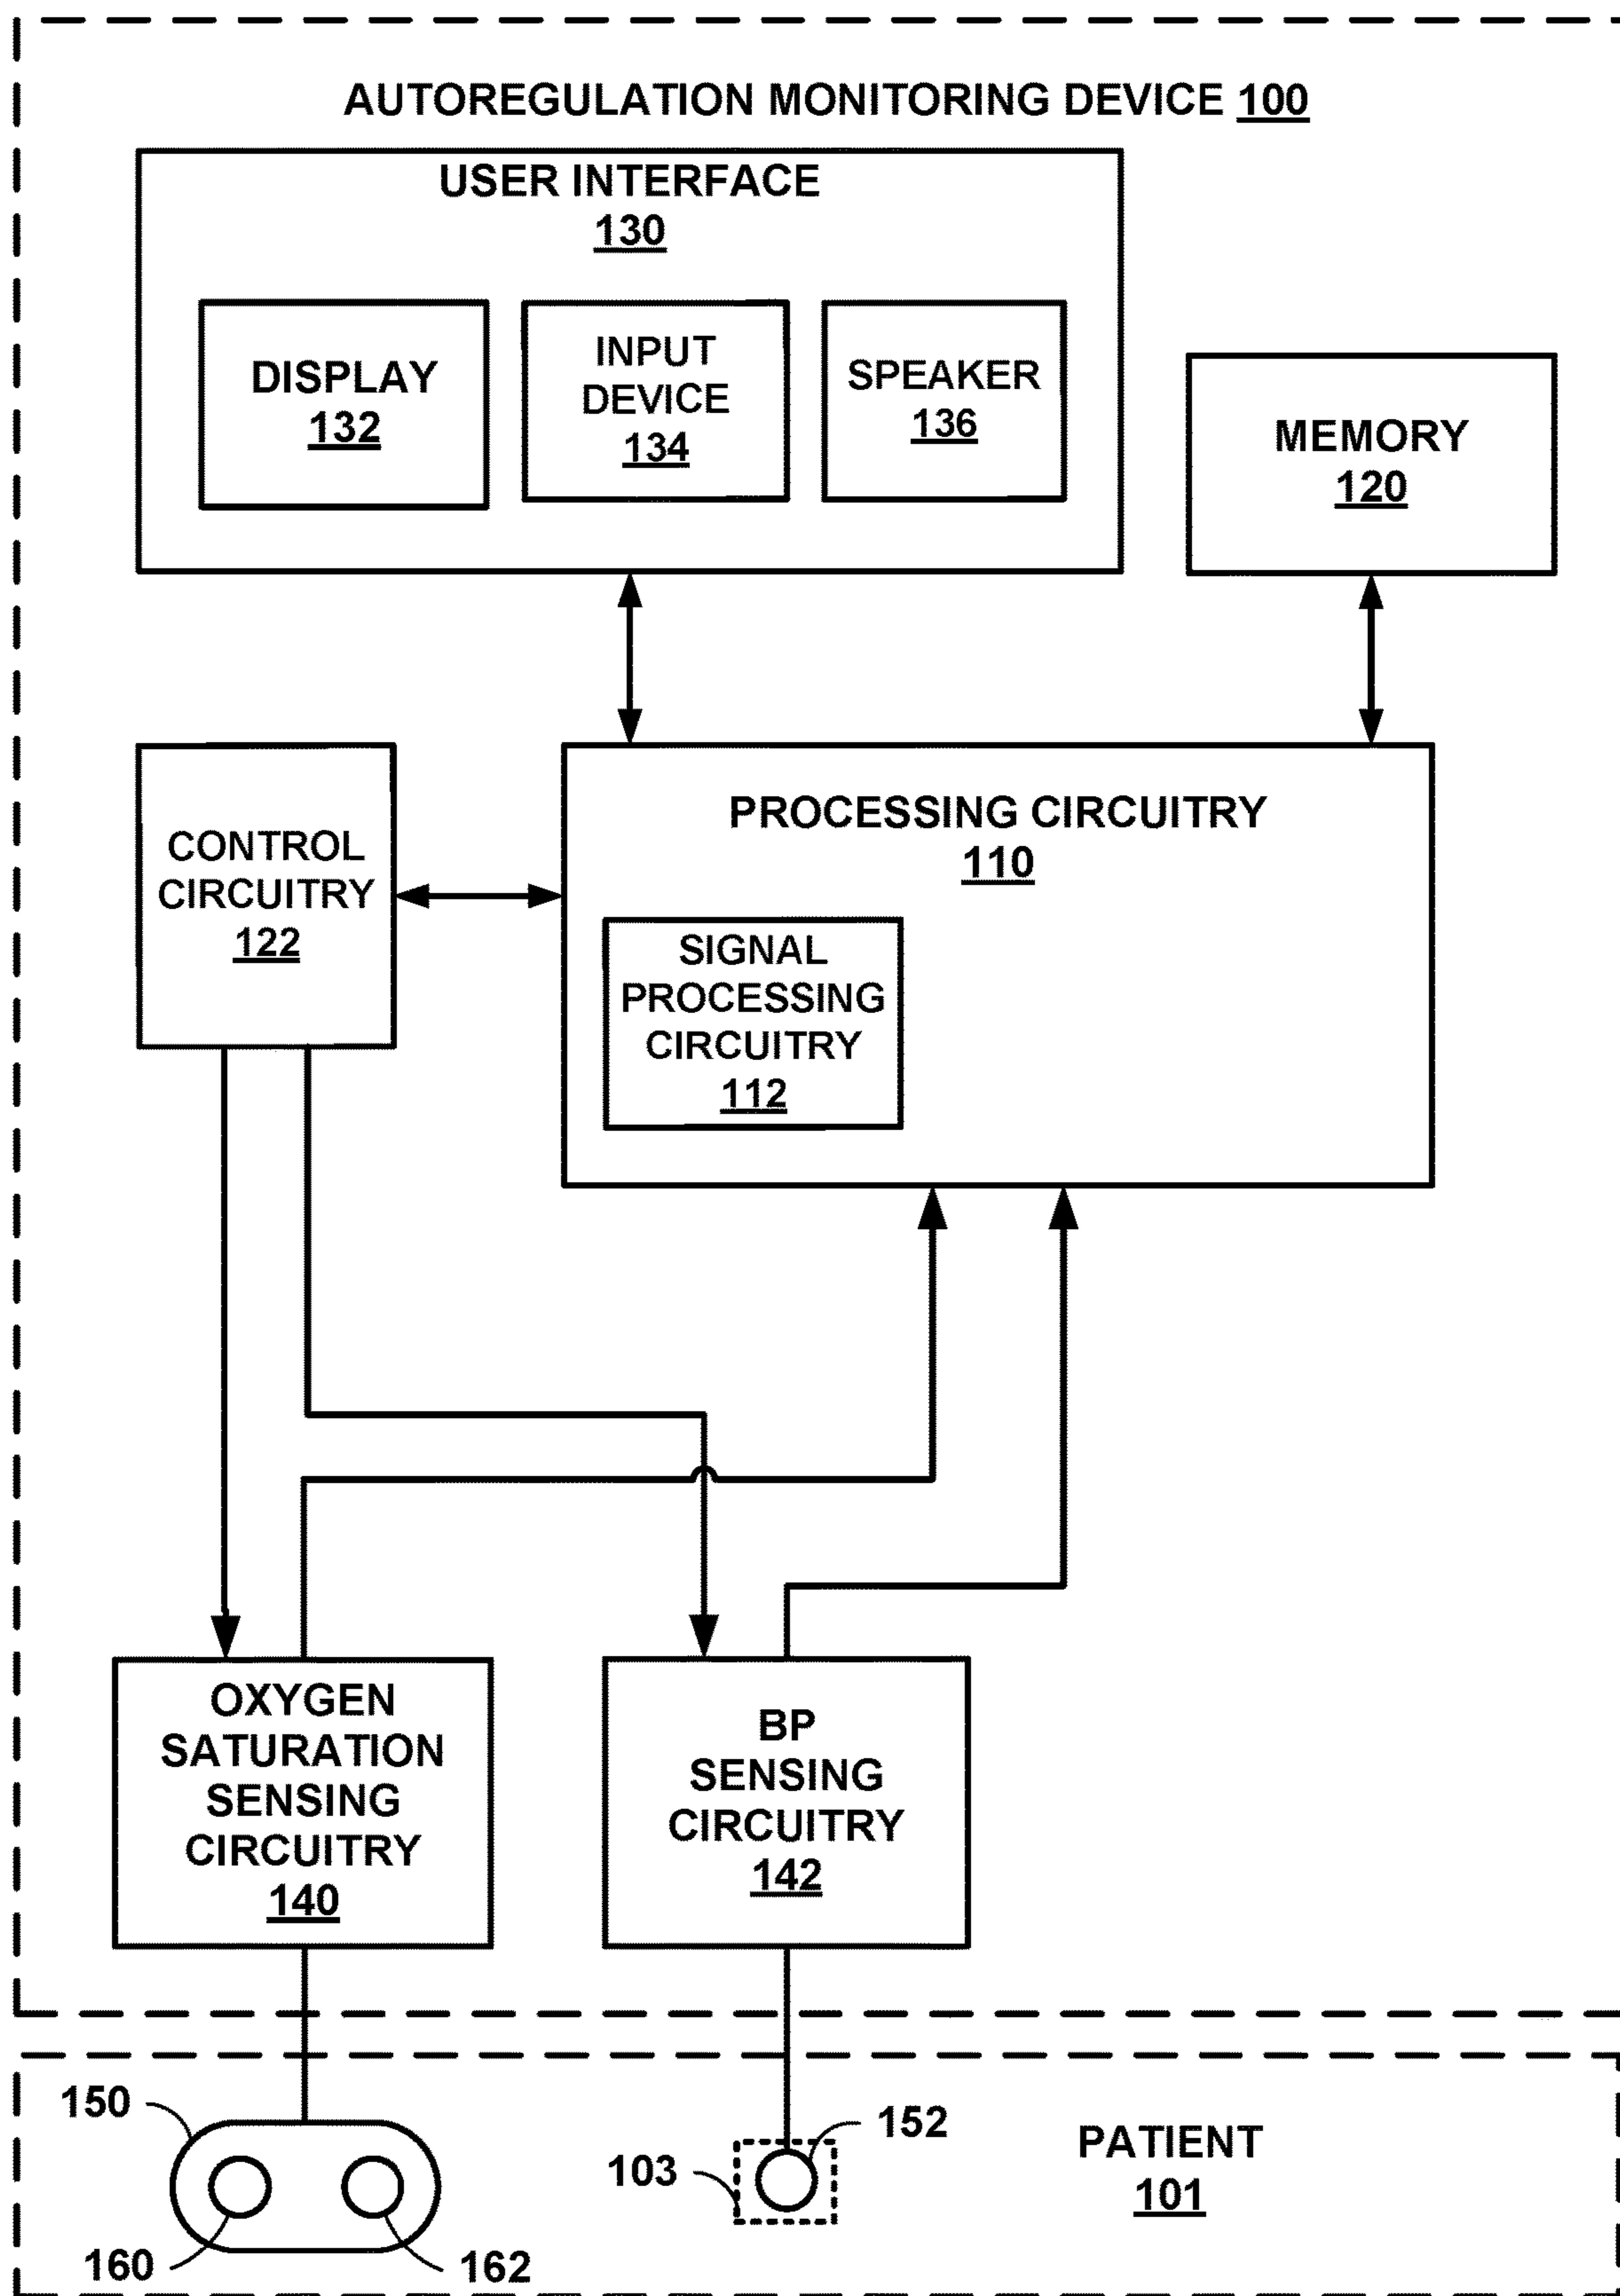 AUTOREGULATION MONITORING DEVICE 100
USER INTERFACE
130
DISPLAY
132
INPUT
DEVICE
134
SPEAKER
136
MEMORY
120
CONTROL
CIRCUITRY
122
PROCESSING CIRCUITRY
110
SIGNAL
PROCESSING
CIRCUITRY
112
OXYGEN
SATURATION
SENSING
CIRCUITRY
140
BP
SENSING
CIRCUITRY
142
150
160
162
103
152
PATIENT
101